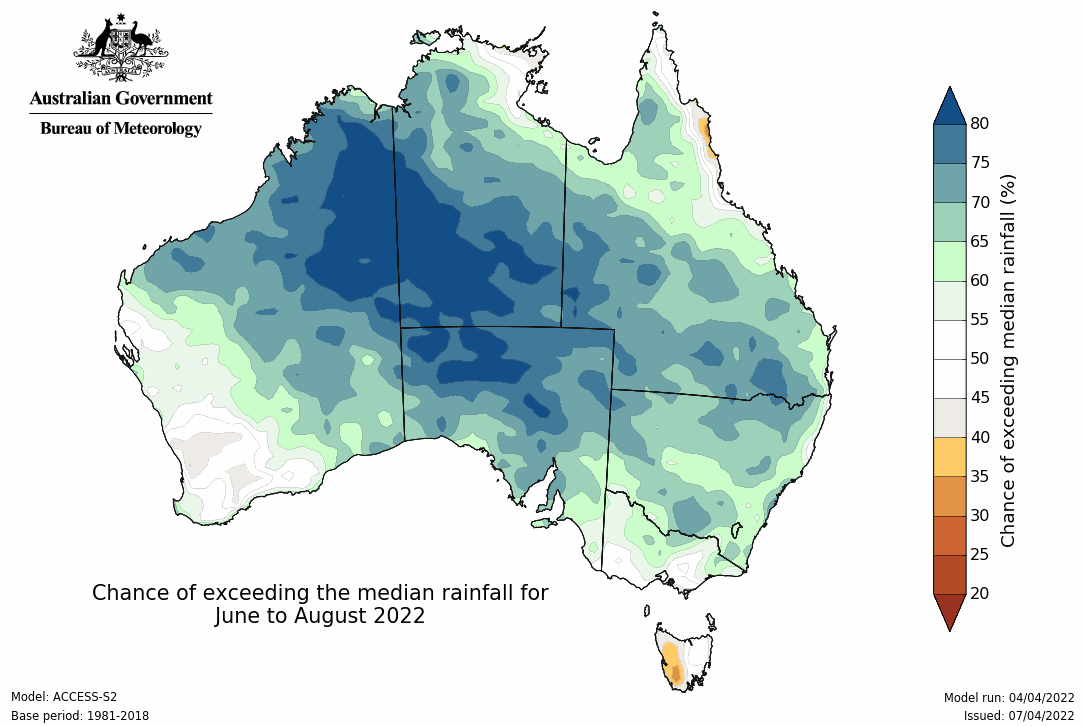 AUSTRALIA
Australian Government
Bureau of Meteorology
80
75
70
65
60
55
50
45
40
35
30
25
20
Chance of exceeding median rainfall (%)
Chance of exceeding the median rainfall for
June to August 2022
Model: ACCESS-S2
Base period: 1981-2018
Model run: 04/04/2022
Issued: 07/04/2022